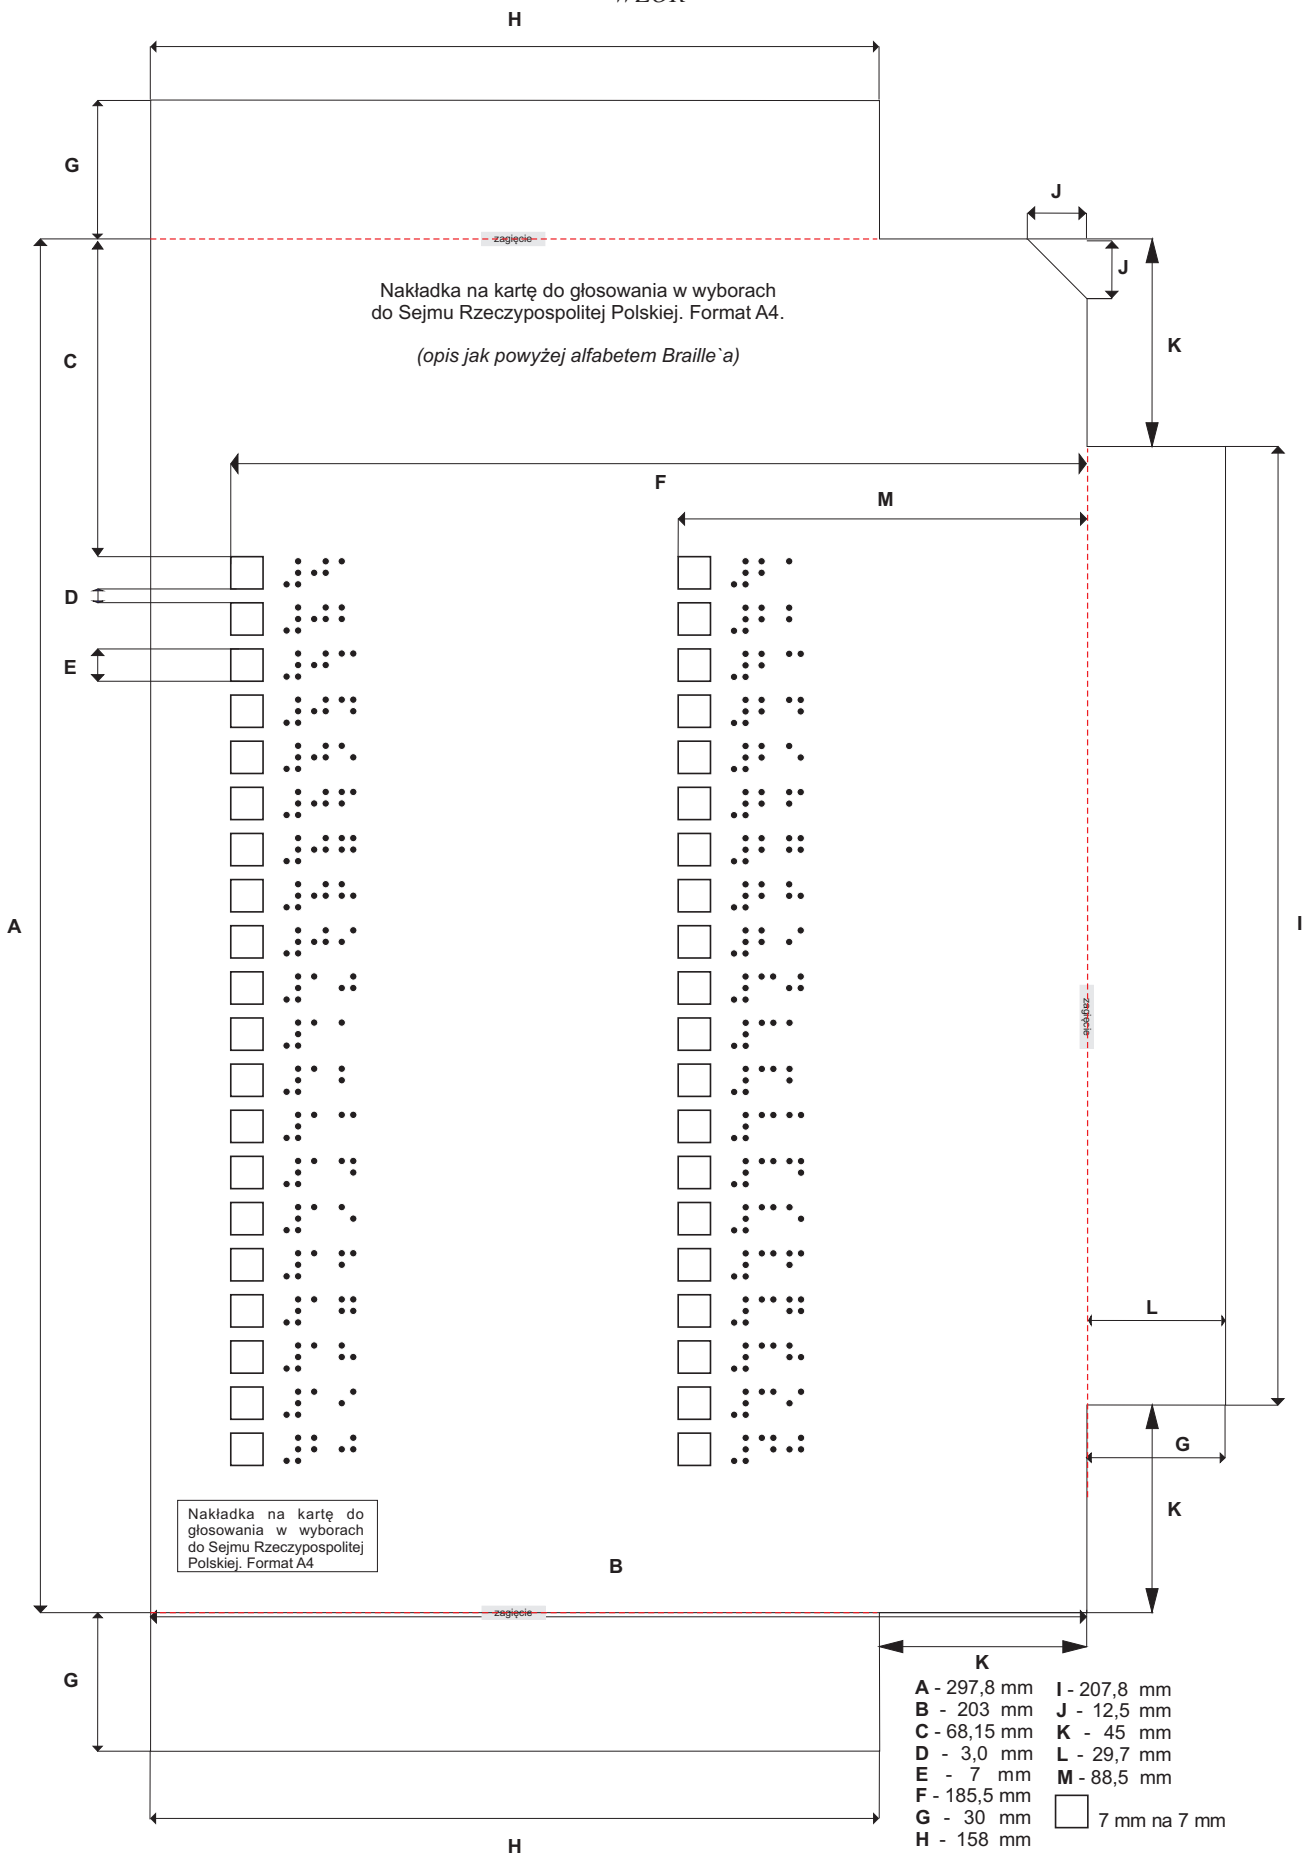 H
G
J
zagięcie
J
Nakładka na kartę do głosowania w wyborach
do Sejmu Rzeczypospolitej Polskiej. Format A4.
K
C
(opis jak powyżej alfabetem Braille`a)
F
M
D
E
A
I
zagięcie
L
G
K
Nakładka na kartę do
głosowania w wyborach
do Sejmu Rzeczypospolitej
Polskiej. Format A4
B
zagięcie
K
G
A - 297,8 mm
B - 203 mm
C - 68,15 mm
D - 3,0 mm
E - 7 mm
F - 185,5 mm
G - 30 mm
H - 158 mm
I - 207,8 mm
J - 12,5 mm
K - 45 mm
L - 29,7 mm
M - 88,5 mm
7 mm na 7 mm
H